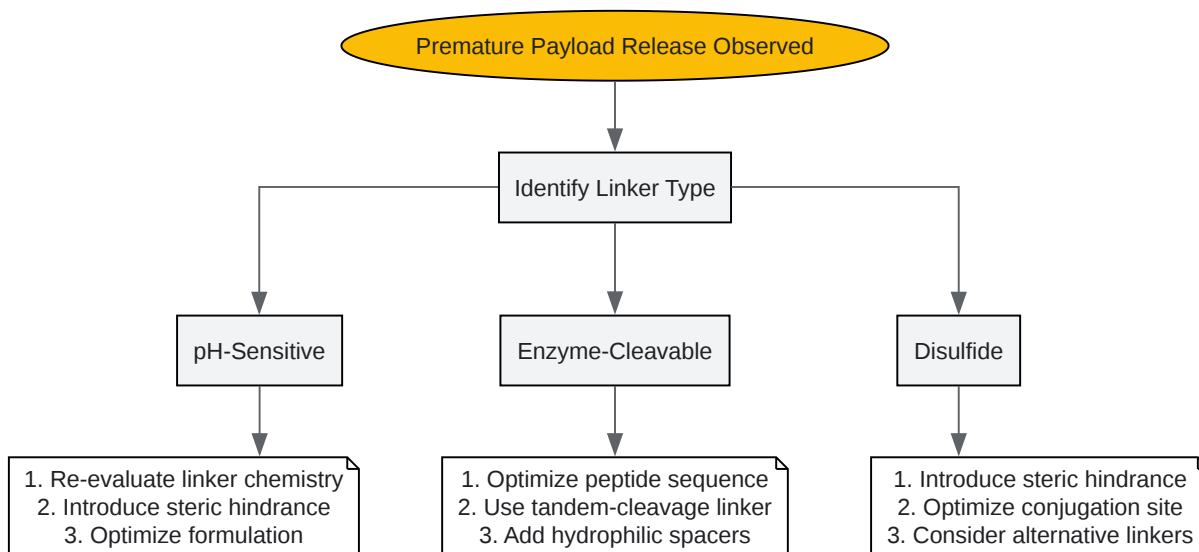 Premature Payload Release Observed
Identify Linker Type
pH-Sensitive
Enzyme-Cleavable
Disulfide
1. Re-evaluate linker chemistry
2. Introduce steric hindrance
3. Optimize formulation
1. Optimize peptide sequence
2. Use tandem-cleavage linker
3. Add hydrophilic spacers
1. Introduce steric hindrance
2. Optimize conjugation site
3. Consider alternative linkers